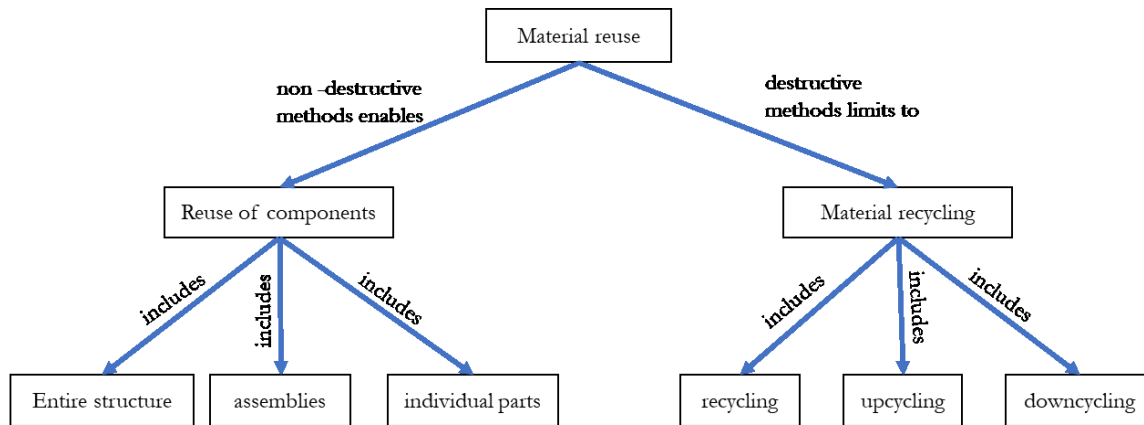 Material reuse
non -destructive
methods enables
destructive
methods limits to
Reuse of components
Material recycling
includes
includes
includes
includes
includes
includes
Entire structure
assemblies
individual parts
recycling
upcycling
downcycling